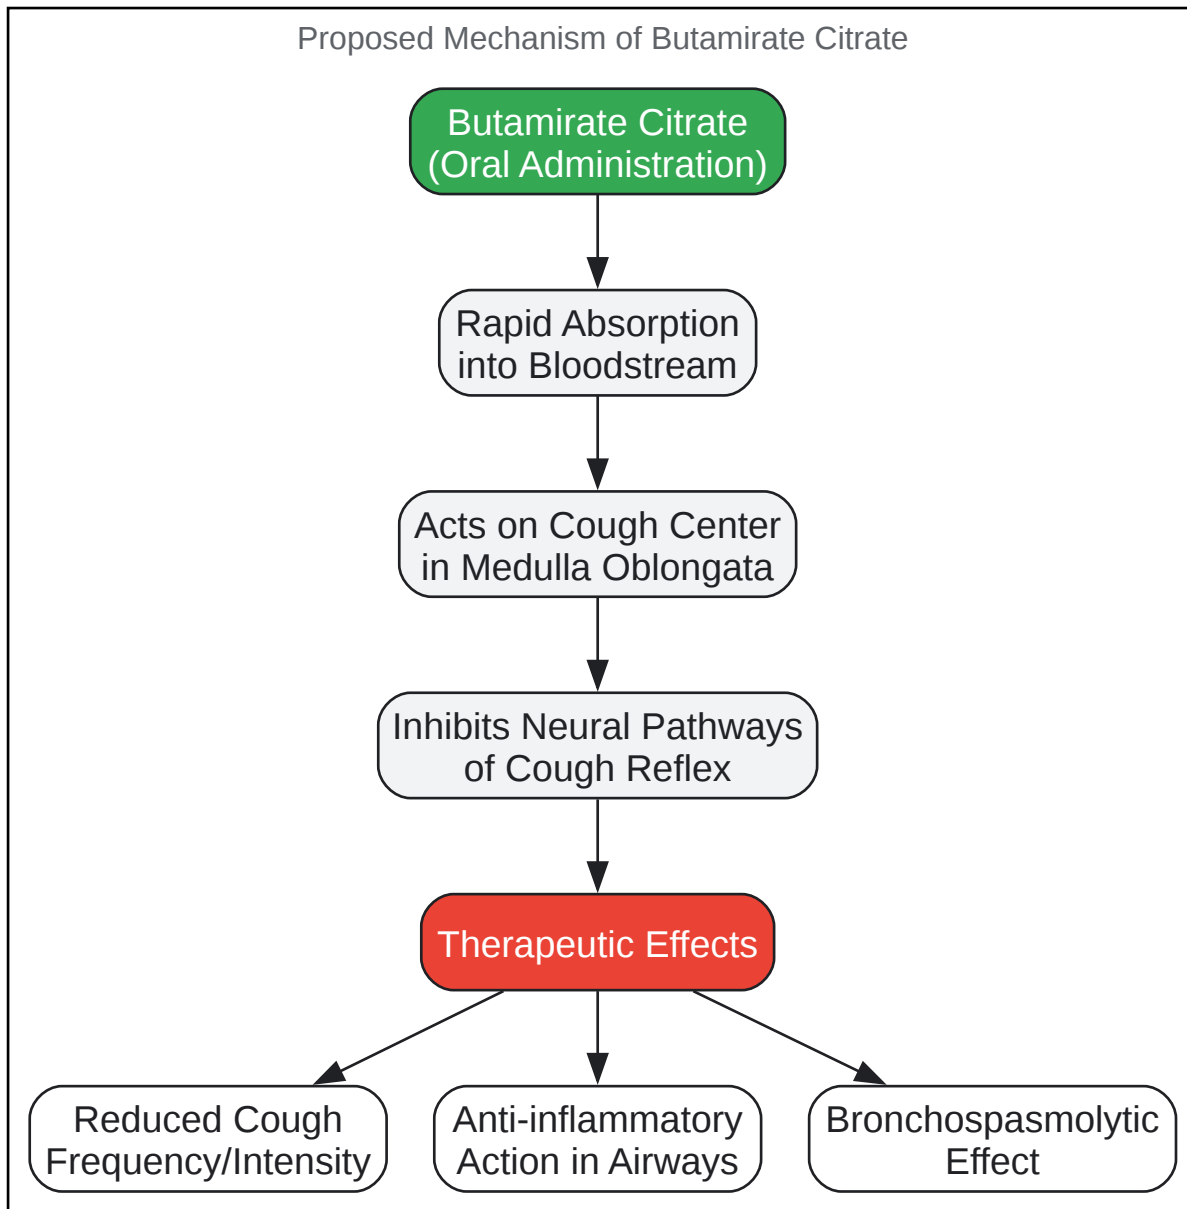 Proposed Mechanism of Butamirate Citrate
Butamirate Citrate
(Oral Administration)
Rapid Absorption
into Bloodstream
Acts on Cough Center
in Medulla Oblongata
Inhibits Neural Pathways
of Cough Reflex
Therapeutic Effects
Reduced Cough
Frequency/Intensity
Anti-inflammatory
Action in Airways
Bronchospasmolytic
Effect